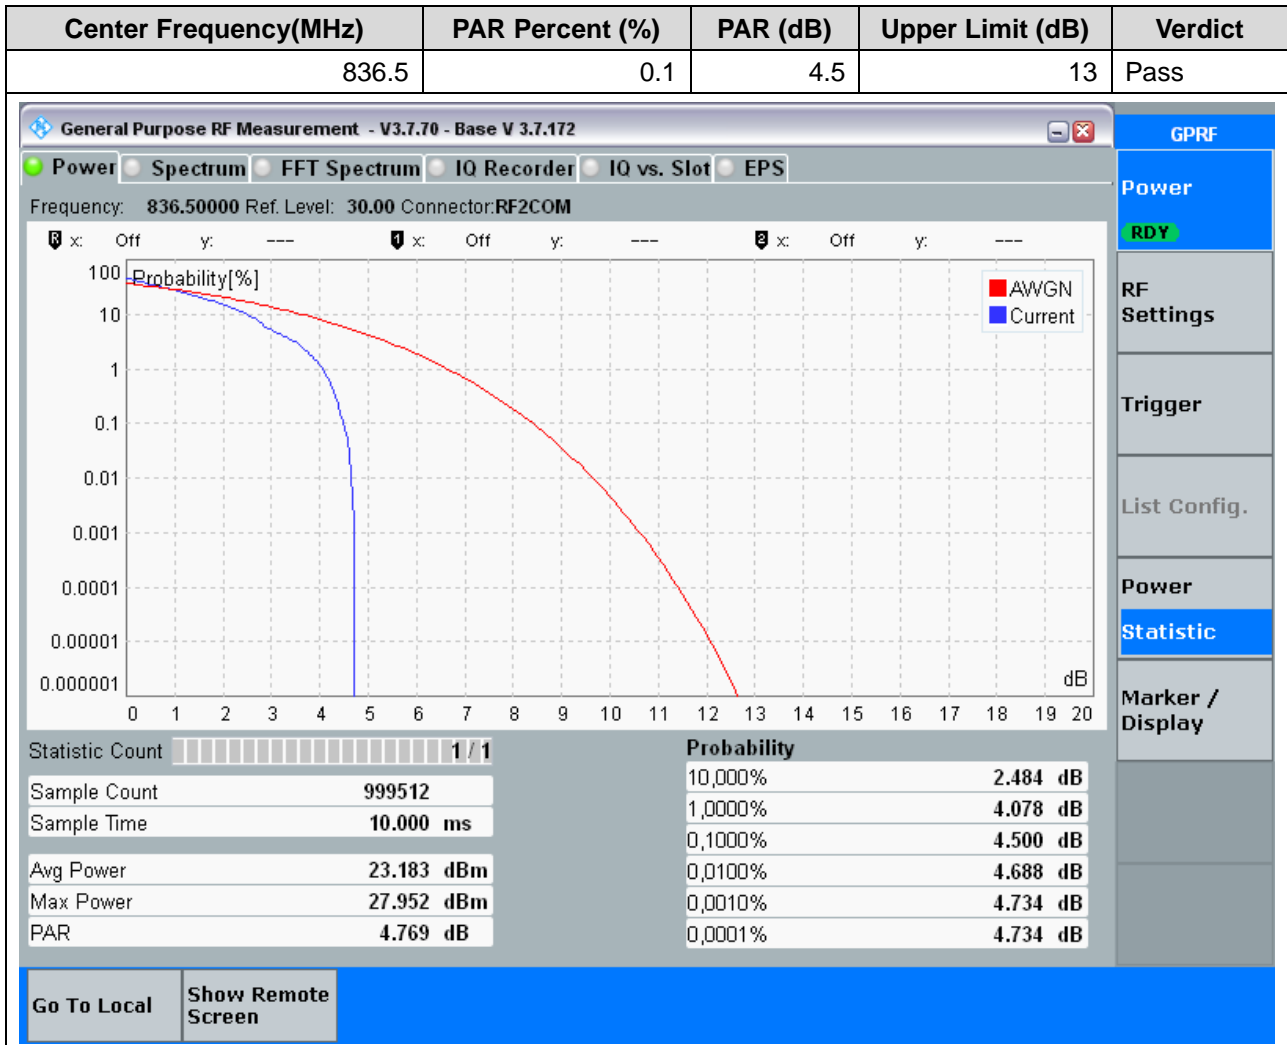 Center Frequency(MHz) PAR Percent (%) PAR (dB) Upper Limit (dB) Verdict
836.5 0.1 4.5 13 Pass
General Purpose RF Measurement - V3.7.70 - Base V 3.7.172
GPRF
Power Spectrum FFT Spectrum IQ Recorder IQ vs. Slot EPS
Power
RDY
Frequency: 836.50000 Ref. Level: 30.00 Connector:RF2COM
R x: Off y: --- 1 x: Off y: --- 2 x: Off y: ---
Probability[%]
AWGN
Current
100
10
1
0.1
0.01
0.001
0.0001
0.00001
0.000001
dB
0 1 2 3 4 5 6 7 8 9 10 11 12 13 14 15 16 17 18 19 20
RF
Settings
Trigger
List Config.
Power
Statistic
Marker /
Display
Statistic Count 1 / 1
Sample Count 999512
Sample Time 10.000 ms
Avg Power 23.183 dBm
Max Power 27.952 dBm
PAR 4.769 dB
Probability
10,000% 2.484 dB
1,0000% 4.078 dB
0,1000% 4.500 dB
0,0100% 4.688 dB
0,0010% 4.734 dB
0,0001% 4.734 dB
Go To Local
Show Remote
Screen